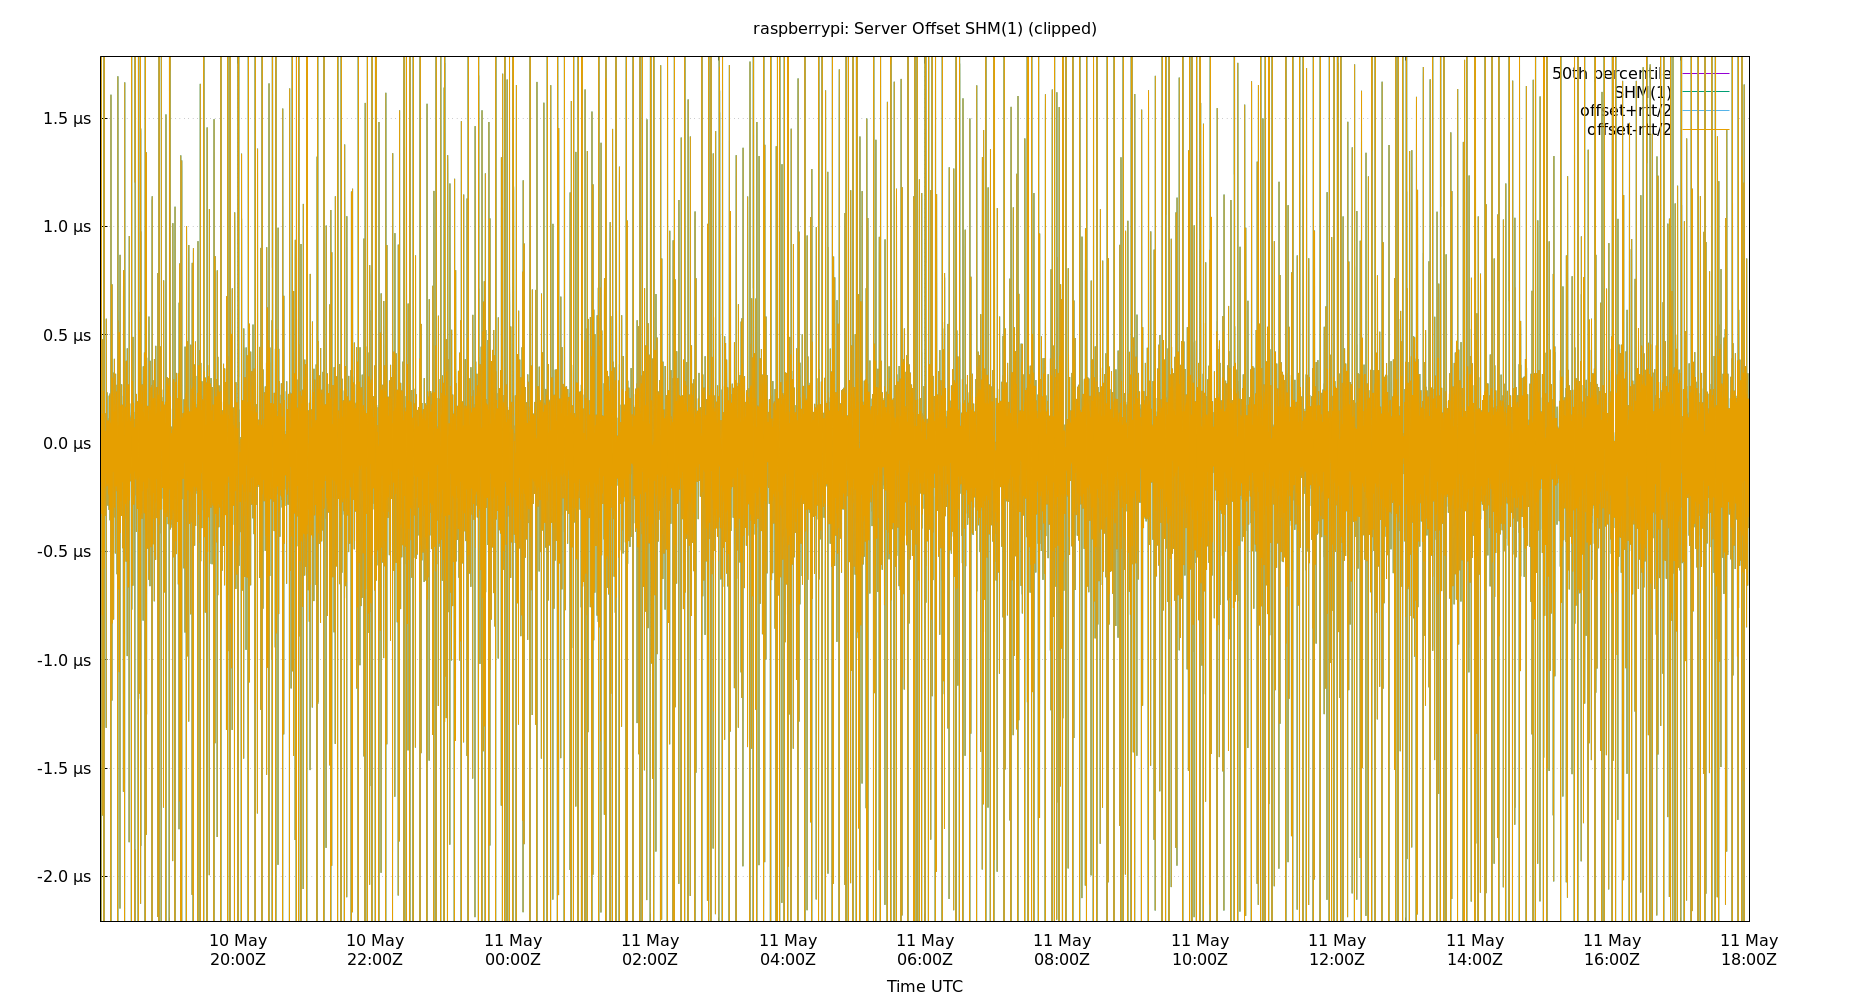 raspberrypi: Server Offset SHM(1) (clipped)
50th percentile
SHM(1)
offset+rtt/2
offset-rtt/2
1.5 µs
1.0 µs
0.5 µs
0.0 µs
-0.5 µs
-1.0 µs
-1.5 µs
-2.0 µs
10 May 10 May 11 May 11 May 11 May 11 May 11 May 11 May 11 May 11 May 11 May 11 May
20:00Z 22:00Z 00:00Z 02:00Z 04:00Z 06:00Z 08:00Z 10:00Z 12:00Z 14:00Z 16:00Z 18:00Z
Time UTC